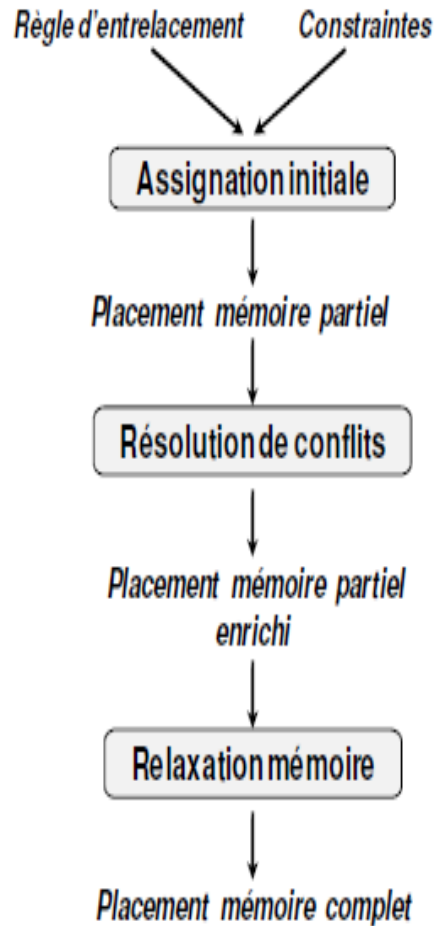 Règle d'entrelacement Constraintes
Assignation initiale
Placement mémoire partiel
Résolution de conflits
Placement mémoire partiel
enrichi
Relaxation mémoire
Placement mémoire complet